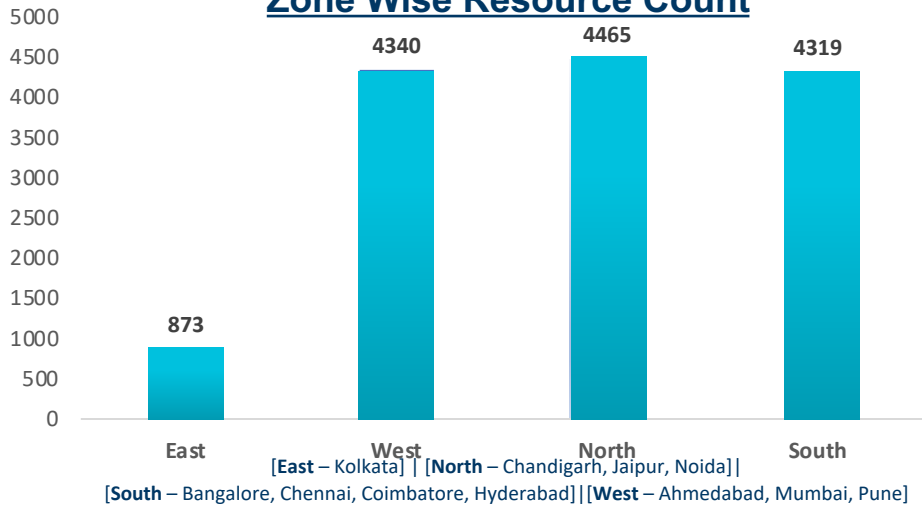 Zone Wise Resource Count
5000
4500
4000
3500
3000
2500
2000
1500
1000
500
0
873
4340
4465
4319
East
West
North
South
[East – Kolkata] | [North – Chandigarh, Jaipur, Noida]|
[South – Bangalore, Chennai, Coimbatore, Hyderabad]|[West – Ahmedabad, Mumbai, Pune]